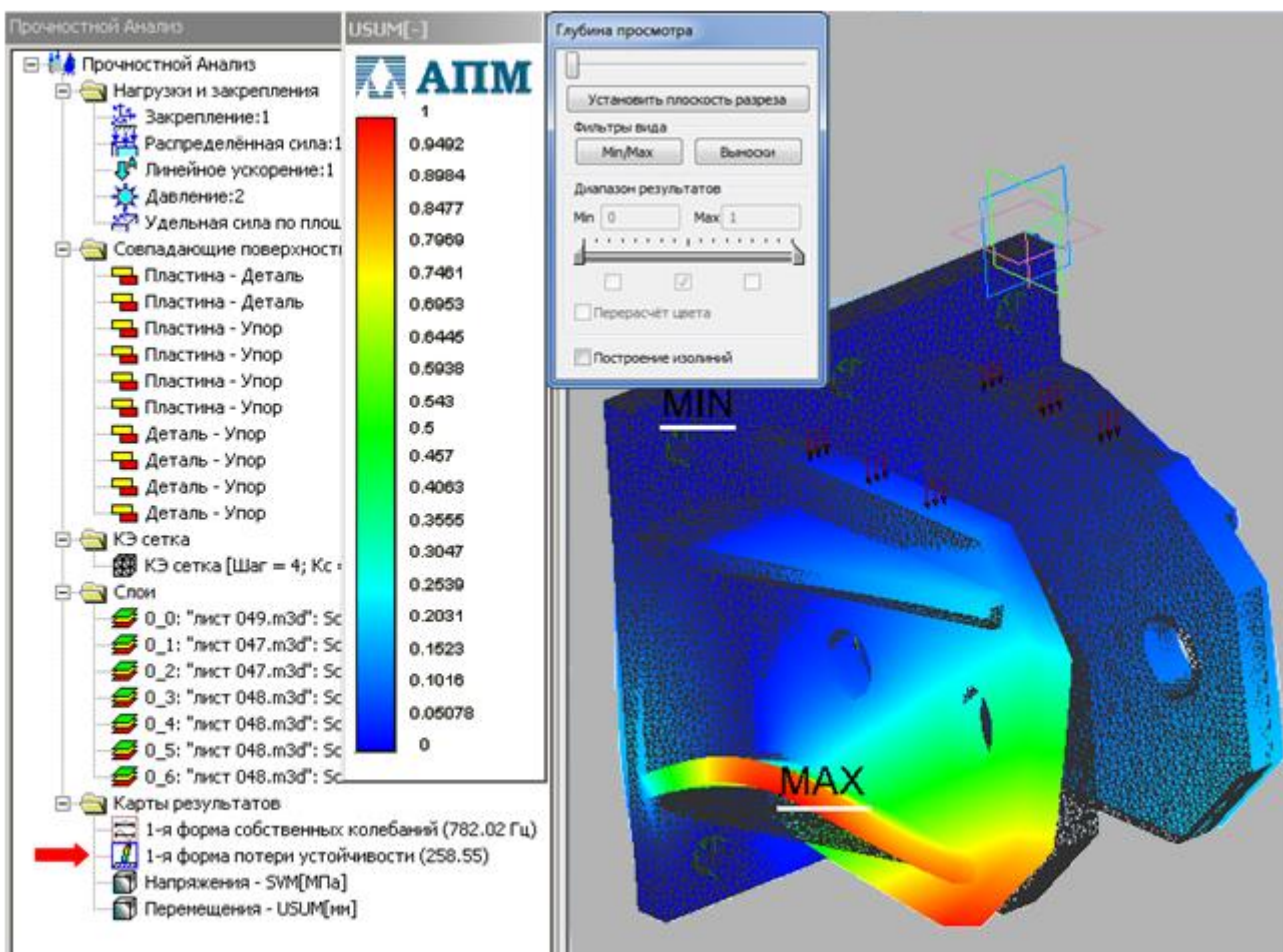 Прочностной Анализ
Прочностной Анализ
Нагрузки и закрепления
Закрепление:1
Распределённая сила:1
Линейное ускорение:1
Давление:2
Удельная сила по площ
Совпадающие поверхност
Пластина - Деталь
Пластина - Деталь
Пластина - Упор
Пластина - Упор
Пластина - Упор
Пластина - Упор
Деталь - Упор
Деталь - Упор
Деталь - Упор
Деталь - Упор
КЭ сетка
КЭ сетка [Шаг = 4; Кс =
Слои
0_0: "лист 049.m3d": Sc
0_1: "лист 047.m3d": Sc
0_2: "лист 047.m3d": Sc
0_3: "лист 048.m3d": Sc
0_4: "лист 048.m3d": Sc
0_5: "лист 048.m3d": Sc
0_6: "лист 048.m3d": Sc
Карты результатов
1-я форма собственных колебаний (782.02 Гц)
1-я форма потери устойчивости (258.55)
Напряжения - SVM[МПа]
Перемещения - USUM[мм]
USUM[-]
АПМ
1
0.9492
0.8984
0.8477
0.7969
0.7461
0.6953
0.6445
0.5938
0.543
0.5
0.457
0.4063
0.3555
0.3047
0.2539
0.2031
0.1523
0.1016
0.05078
0
Глубина просмотра
Установить плоскость разреза
Фильтры вида
Min/Max Выноски
Диапазон результатов
Min 0 Max 1
Перерасчёт цвета
Построение изолиний
MIN
MAX